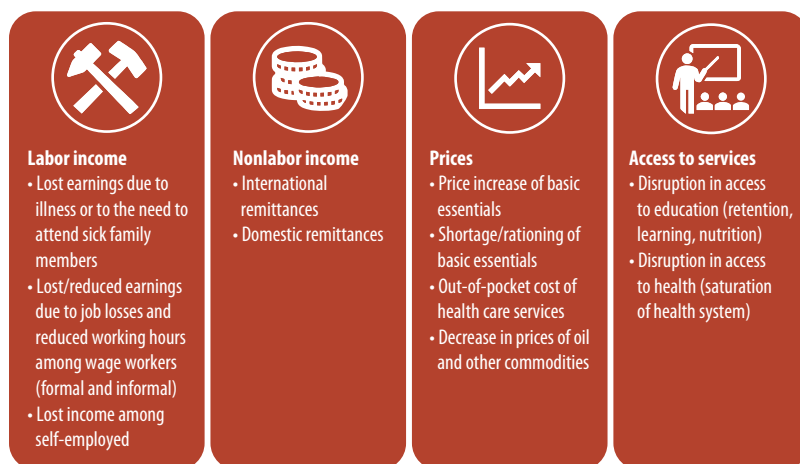 Labor income
• Lost earnings due to
illness or to the need to
attend sick family
members
• Lost/reduced earnings
due to job losses and
reduced working hours
among wage workers
(formal and informal)
• Lost income among
self-employed
Nonlabor income
• International
remittances
• Domestic remittances
Prices
• Price increase of basic
essentials
• Shortage/rationing of
basic essentials
• Out-of-pocket cost of
health care services
• Decrease in prices of oil
and other commodities
Access to services
• Disruption in access
to education (retention,
learning, nutrition)
• Disruption in access
to health (saturation
of health system)